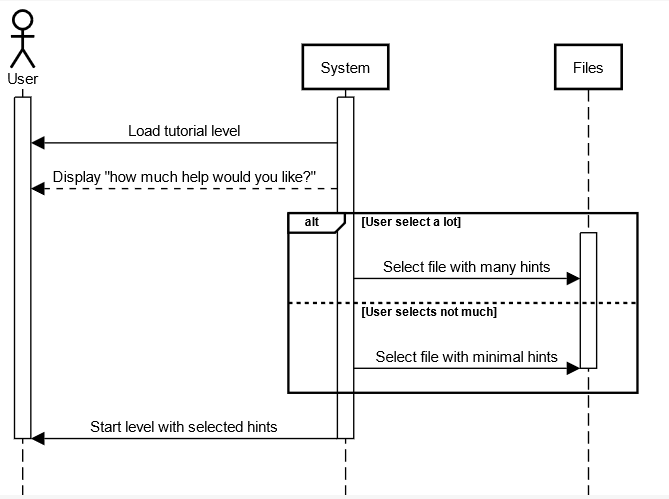 User
System
Files
Load tutorial level
Display "how much help would you like?"
alt
[User select a lot]
Select file with many hints
[User selects not much]
Select file with minimal hints
Start level with selected hints